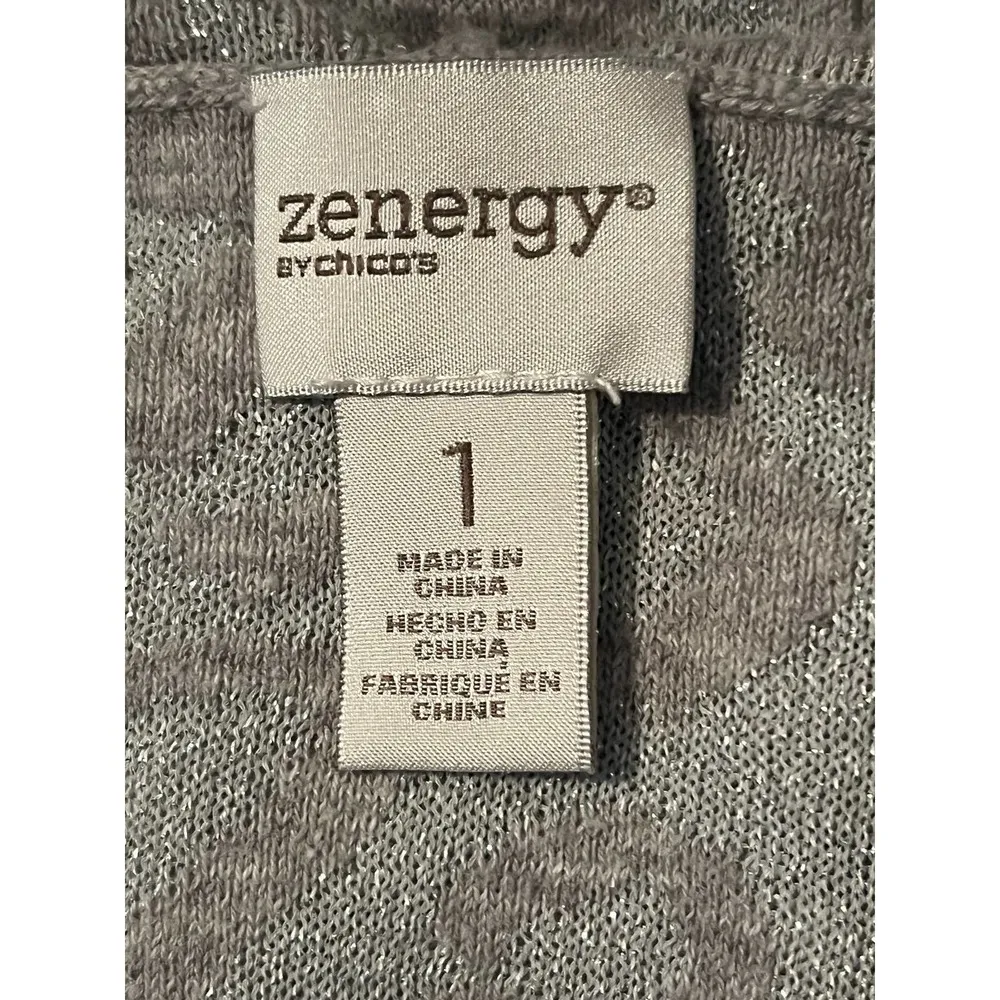 zenergy®
BY chico's
1
MADE IN
CHINA
HECHO EN
CHINA
FABRIQUÉ EN
CHINE